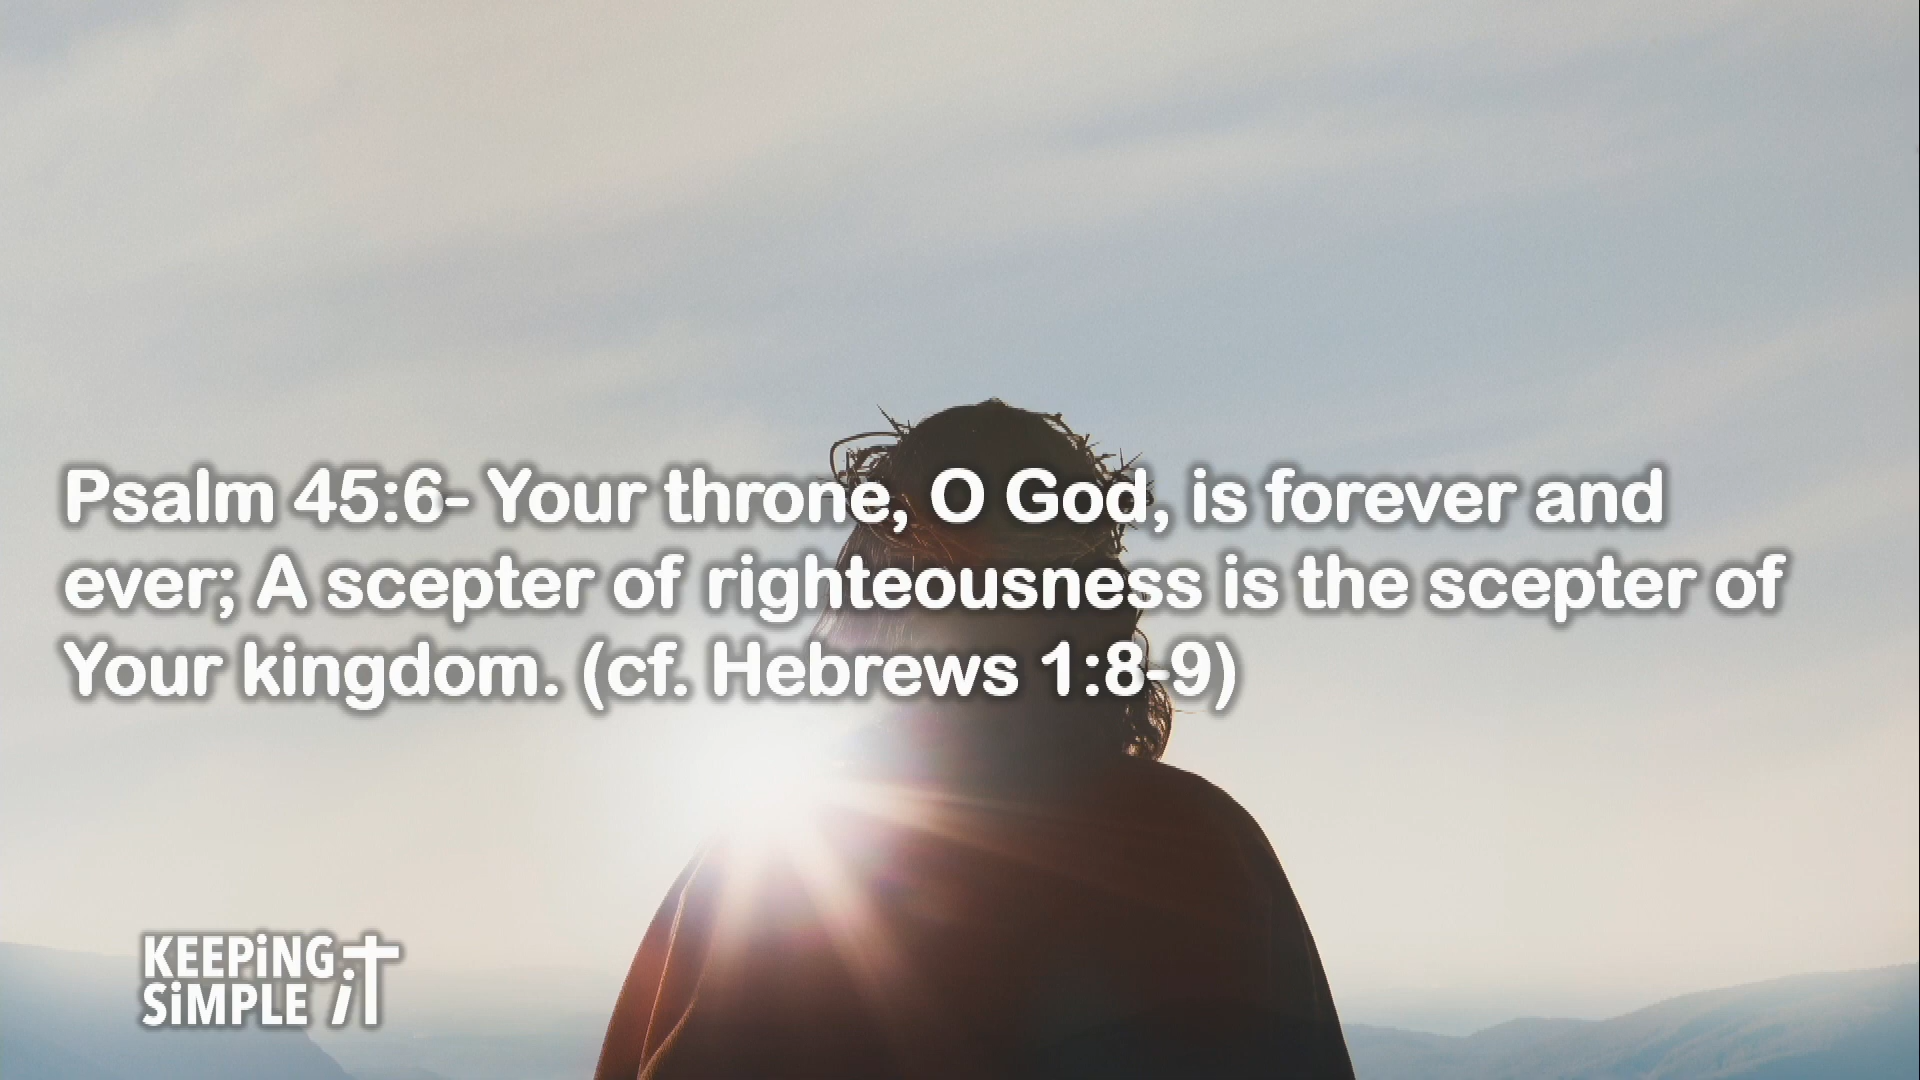 Psalm 45:6- Your throne, O God, is forever and
ever; A scepter of righteousness is the scepter of
Your kingdom. (cf. Hebrews 1:8-9)
KEEPiNG
SiMPLE iT